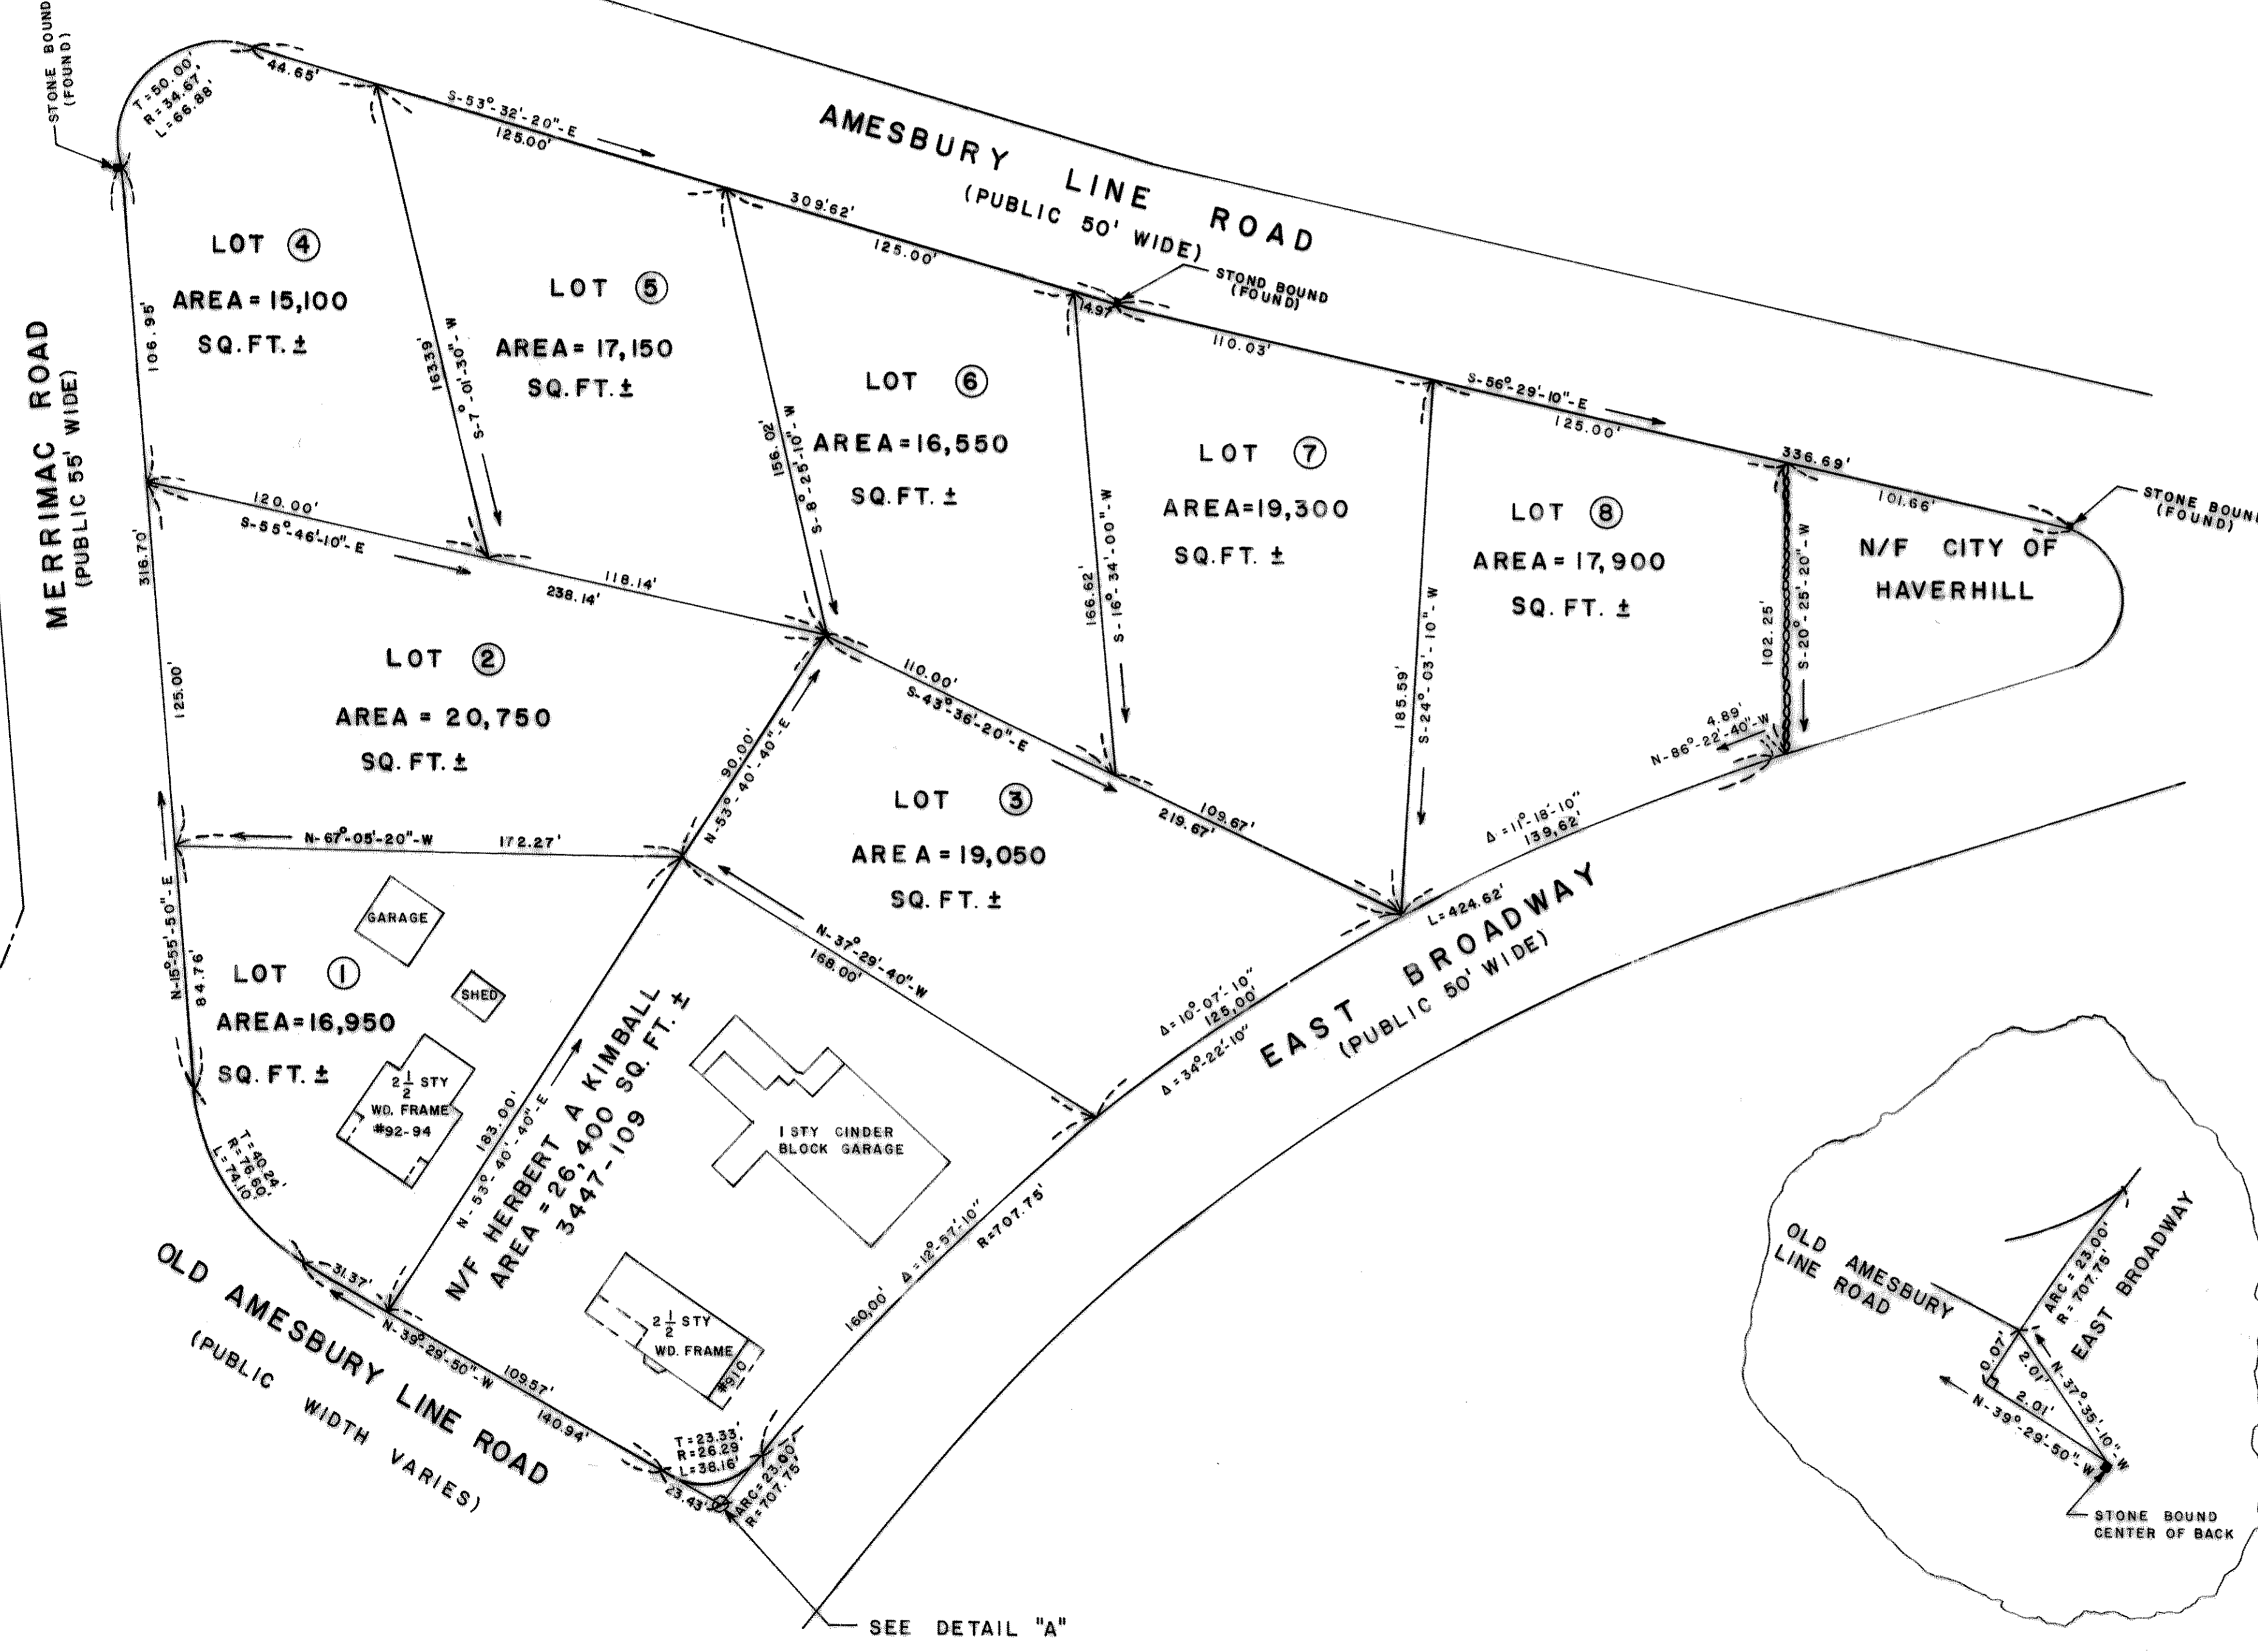 STONE BOUND
(FOUND)
T=50.00'
R=34.67'
L=66.88'
44.65'
S-53°-32'-20"-E
125.00'
309.62'
125.00'
14.97
AMESBURY LINE ROAD
(PUBLIC 50' WIDE)
STOND BOUND
(FOUND)
110.03'
S-56°-29'-10"-E
125.00'
336.69'
101.66'
STONE BOUND
(FOUND)
MERRIMAC ROAD
(PUBLIC 55' WIDE)
106.95'
316.70'
125.00'
N-15°-55'-50"-E
84.76'
LOT 4
AREA=15,100
SQ.FT.±
163.39'
S-7°-01'-30"-W
LOT 5
AREA=17,150
SQ.FT.±
156.02'
S-8°-25'-10"-W
LOT 6
AREA=16,550
SQ.FT.±
166.62'
S-16°-34'-00"-W
LOT 7
AREA=19,300
SQ.FT.±
185.59'
S-24°-03'-10"-W
LOT 8
AREA=17,900
SQ.FT.±
102.25'
S-20°-25'-20"-W
N/F CITY OF
HAVERHILL
4.89'
N-86°-22'-40"-W
120.00'
S-55°-46'-10"-E
118.14'
238.14'
LOT 2
AREA = 20,750
SQ.FT.±
90.00'
N-53°-40'-40"-E
110.00'
S-43°-36'-20"-E
109.67'
219.67'
LOT 3
AREA=19,050
SQ.FT.±
N-67°-05'-20"-W 172.27'
N-37°-29'-40"-W
168.00'
Δ=11°-18'-10"
139.62'
L=424.62'
EAST BROADWAY
(PUBLIC 50' WIDE)
Δ=10°-07'-10"
125.00'
Δ=34°-22'-10"
GARAGE
SHED
LOT 1
AREA=16,950
SQ.FT.±
2 1/2 STY
WD. FRAME
#92-94
183.00'
N-53°-40'-40"-E
N/F HERBERT A KIMBALL
AREA=26,400 SQ. FT. ±
3447-109
1 STY CINDER
BLOCK GARAGE
2 1/2 STY
WD. FRAME
#910
Δ=12°-57'-10"
R=707.75'
160.00'
T=40.24'
R=76.60'
L=74.10'
31.37'
N-39°-29'-50"-W
109.57'
140.94'
OLD AMESBURY LINE ROAD
(PUBLIC WIDTH VARIES)
T=23.33'
R=26.29
L=38.16'
23.43'
ARC=23.00'
R=707.75'
SEE DETAIL "A"
OLD AMESBURY
LINE ROAD
ARC=23.00'
R=707.75'
EAST BROADWAY
0.07'
2.01'
N-37°-35'-10"-W
2.01'
N-39°-29'-50"-W
STONE BOUND
CENTER OF BACK